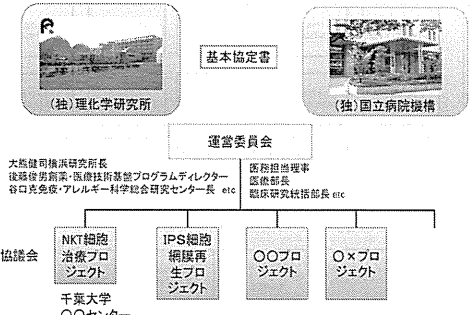 基本協定書
(独)理化学研究所
(独)国立病院機構
運営委員会
大熊健司横浜研究所長
後藤俊男創薬・医療技術基盤プログラムディレクター
谷口克免疫・アレルギー科学総合研究センター長 etc
医務担当理事
医療部長
臨床研究統括部長 etc
協議会
NKT細胞
治療プロ
ジェクト
IPS細胞
網膜再
生プロ
ジェクト
〇〇プロ
ジェクト
〇×プロ
ジェクト
千葉大学
〇〇センター